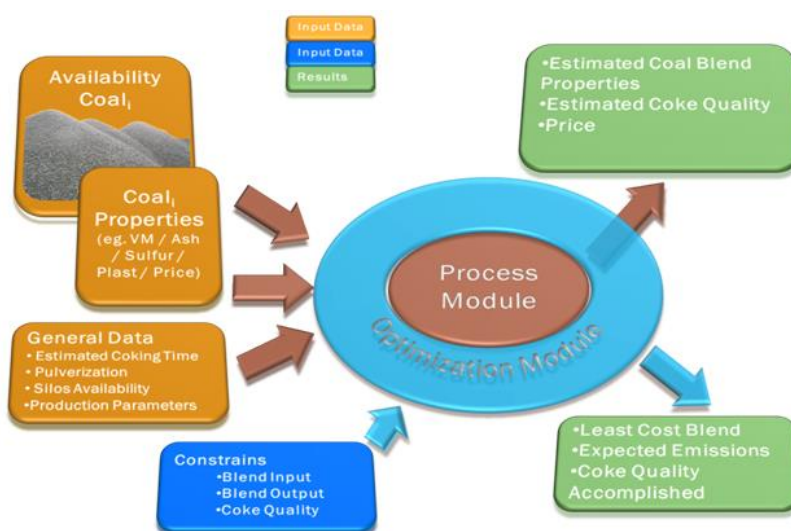 Input Data
Input Data
Results
Availability
Coali
Coali
Properties
(eg. VM / Ash
/ Sulfur /
Plast / Price)
General Data
• Estimated Coking Time
• Pulverization
• Silos Availability
•Production Parameters
Constrains
•Blend Input
•Blend Output
•Coke Quality
Process
Module
Optimization Module
•Estimated Coal Blend
Properties
•Estimated Coke Quality
•Price
•Least Cost Blend
•Expected Emissions
•Coke Quality
Accomplished